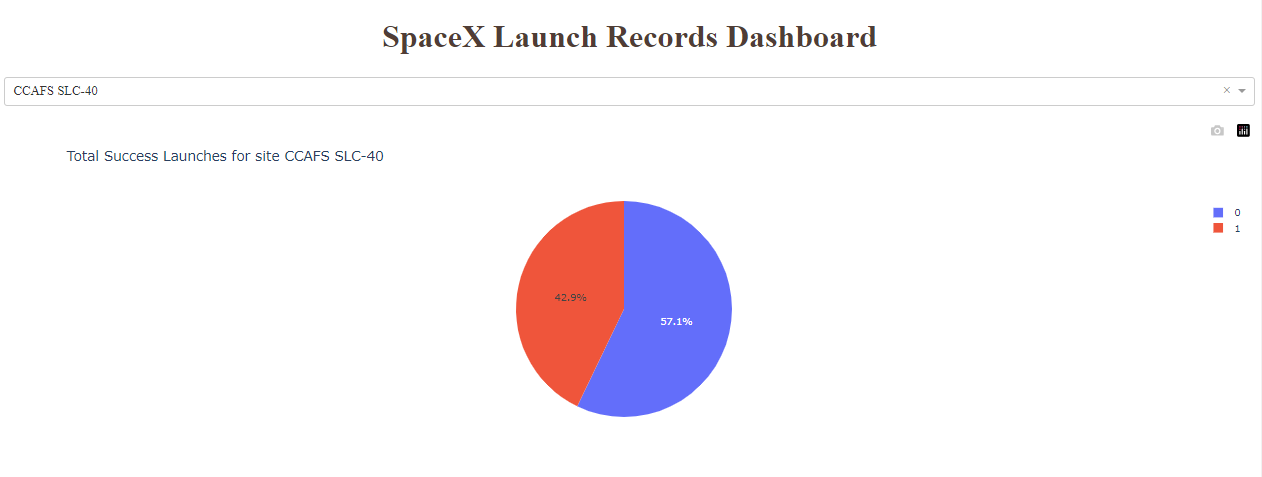 SpaceX Launch Records Dashboard
CCAFS SLC-40
Total Success Launches for site CCAFS SLC-40
0
1
42.9%
57.1%